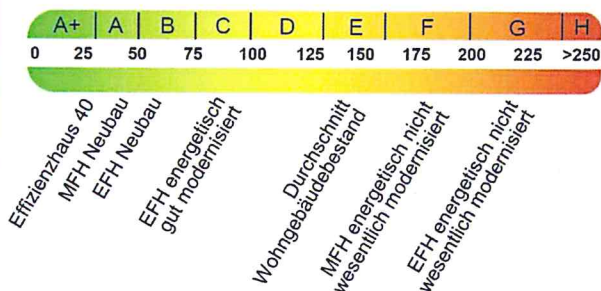 A+ A B C D E F G H
0 25 50 75 100 125 150 175 200 225 >250
Effizienzhaus 40
MFH Neubau
EFH Neubau
EFH energetisch
gut modernisiert
Durchschnitt
Wohngebäudebestand
MFH energetisch nicht
wesentlich modernisiert
EFH energetisch nicht
wesentlich modernisiert